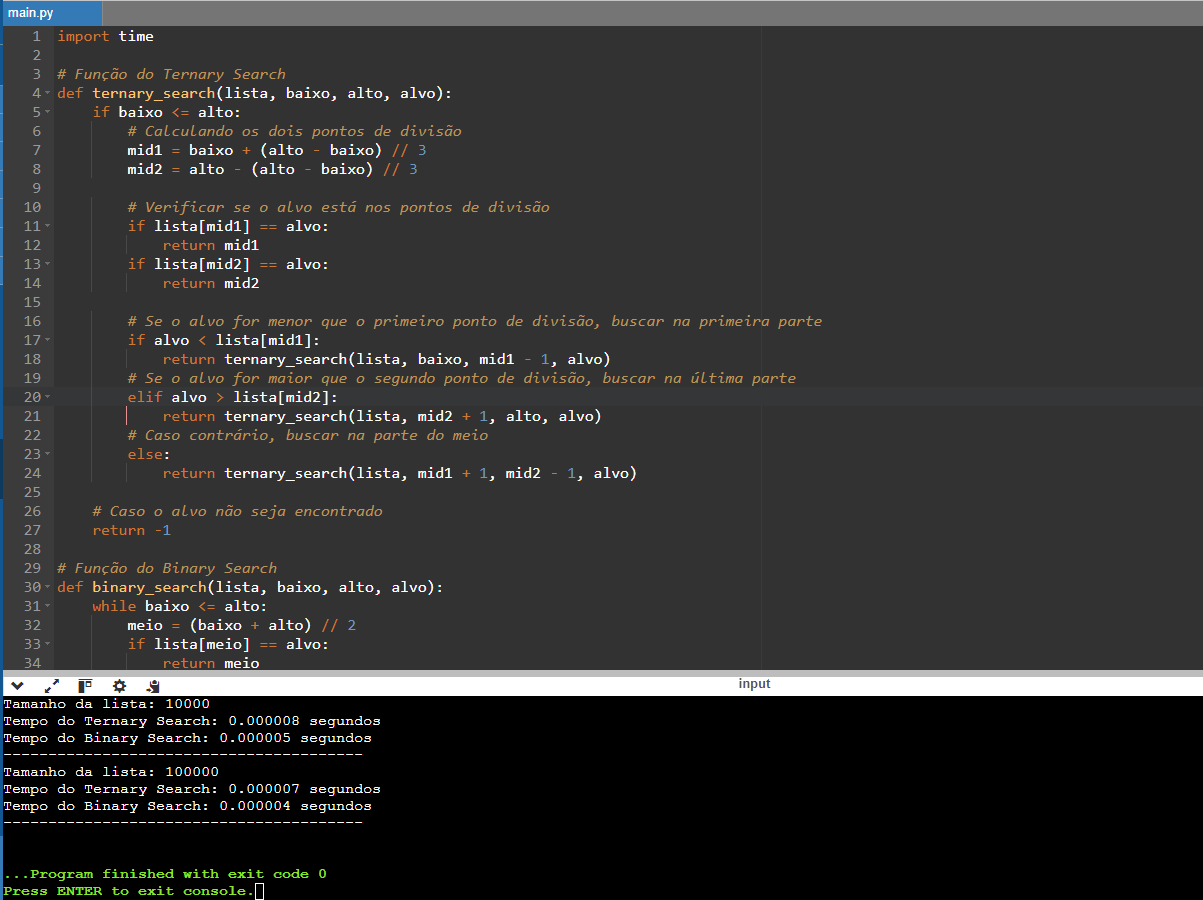 main.py
1 import time
2
3 # Função do Ternary Search
4 def ternary_search(lista, baixo, alto, alvo):
5     if baixo <= alto:
6         # Calculando os dois pontos de divisão
7         mid1 = baixo + (alto - baixo) // 3
8         mid2 = alto - (alto - baixo) // 3
9
10         # Verificar se o alvo está nos pontos de divisão
11         if lista[mid1] == alvo:
12             return mid1
13         if lista[mid2] == alvo:
14             return mid2
15
16         # Se o alvo for menor que o primeiro ponto de divisão, buscar na primeira parte
17         if alvo < lista[mid1]:
18             return ternary_search(lista, baixo, mid1 - 1, alvo)
19         # Se o alvo for maior que o segundo ponto de divisão, buscar na última parte
20         elif alvo > lista[mid2]:
21             return ternary_search(lista, mid2 + 1, alto, alvo)
22         # Caso contrário, buscar na parte do meio
23         else:
24             return ternary_search(lista, mid1 + 1, mid2 - 1, alvo)
25
26     # Caso o alvo não seja encontrado
27     return -1
28
29 # Função do Binary Search
30 def binary_search(lista, baixo, alto, alvo):
31     while baixo <= alto:
32         meio = (baixo + alto) // 2
33         if lista[meio] == alvo:
34             return meio
input
Tamanho da lista: 10000
Tempo do Ternary Search: 0.000008 segundos
Tempo do Binary Search: 0.000005 segundos
----------------------------------------
Tamanho da lista: 100000
Tempo do Ternary Search: 0.000007 segundos
Tempo do Binary Search: 0.000004 segundos
----------------------------------------
...Program finished with exit code 0
Press ENTER to exit console.